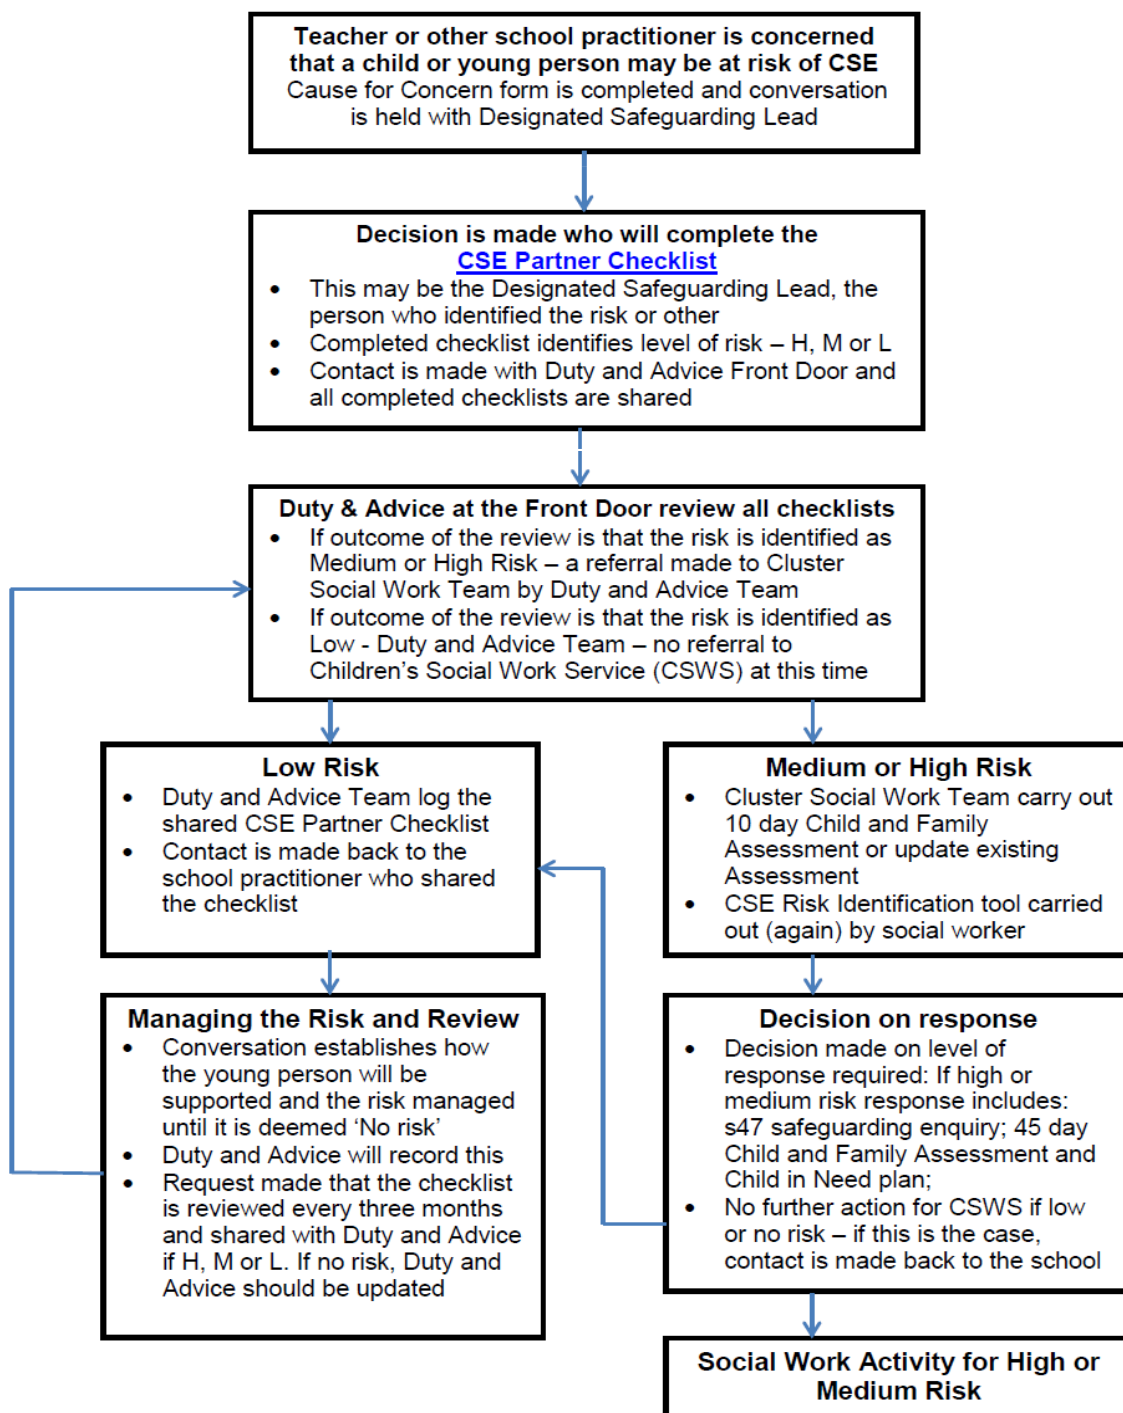 Teacher or other school practitioner is concerned
that a child or young person may be at risk of CSE
Cause for Concern form is completed and conversation
is held with Designated Safeguarding Lead
Decision is made who will complete the
CSE Partner Checklist
• This may be the Designated Safeguarding Lead, the
person who identified the risk or other
• Completed checklist identifies level of risk – H, M or L
• Contact is made with Duty and Advice Front Door and
all completed checklists are shared
Duty & Advice at the Front Door review all checklists
• If outcome of the review is that the risk is identified as
Medium or High Risk – a referral made to Cluster
Social Work Team by Duty and Advice Team
• If outcome of the review is that the risk is identified as
Low - Duty and Advice Team – no referral to
Children's Social Work Service (CSWS) at this time
Low Risk
• Duty and Advice Team log the
shared CSE Partner Checklist
• Contact is made back to the
school practitioner who shared
the checklist
Medium or High Risk
• Cluster Social Work Team carry out
10 day Child and Family
Assessment or update existing
Assessment
• CSE Risk Identification tool carried
out (again) by social worker
Managing the Risk and Review
• Conversation establishes how
the young person will be
supported and the risk managed
until it is deemed 'No risk'
• Duty and Advice will record this
• Request made that the checklist
is reviewed every three months
and shared with Duty and Advice
if H, M or L. If no risk, Duty and
Advice should be updated
Decision on response
• Decision made on level of
response required: If high or
medium risk response includes:
s47 safeguarding enquiry; 45 day
Child and Family Assessment and
Child in Need plan;
• No further action for CSWS if low
or no risk – if this is the case,
contact is made back to the school
Social Work Activity for High or
Medium Risk